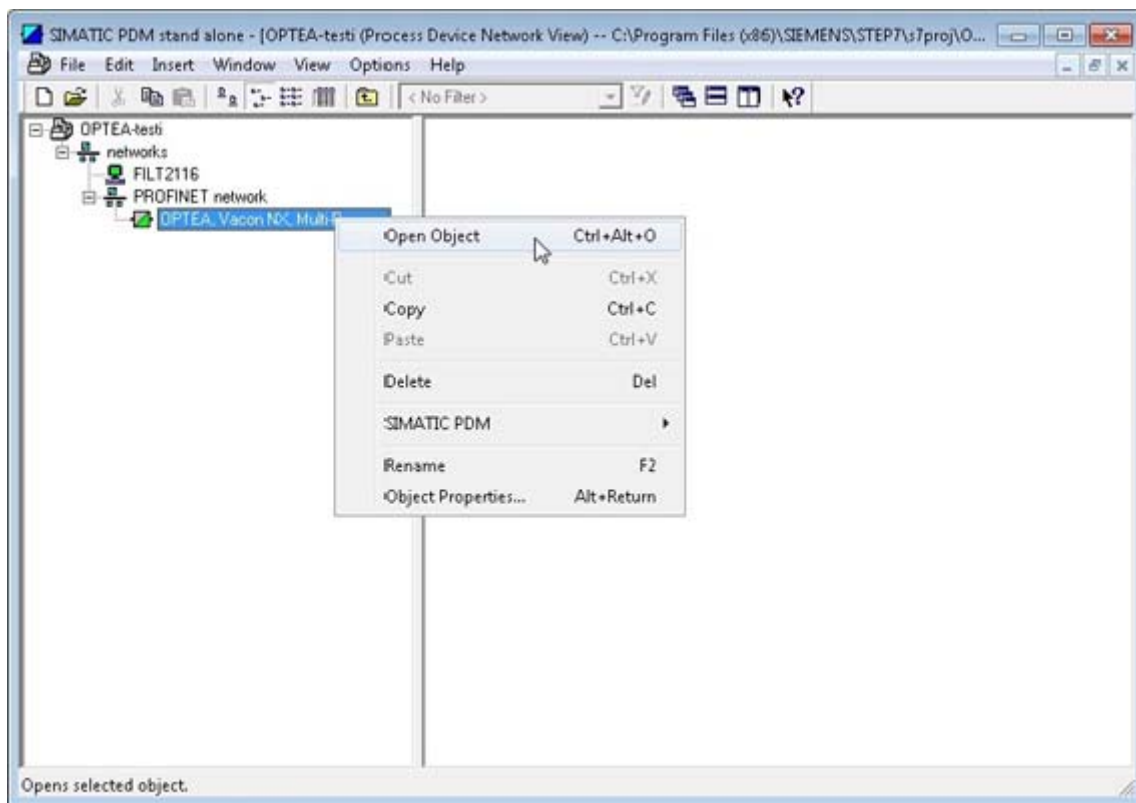 SIMATIC PDM stand alone - [OPTEA-testi (Process Device Network View) -- C:\Program Files (x86)\SIEMENS\STEP7\s7proj\O...
File Edit Insert Window View Options Help
< No Filter >
OPTEA-testi
networks
FILT2116
PROFINET network
OPTEA, Vacon NX, Multi-P
Open Object Ctrl+Alt+O
Cut Ctrl+X
Copy Ctrl+C
Paste Ctrl+V
Delete Del
SIMATIC PDM
Rename F2
Object Properties... Alt+Return
Opens selected object.